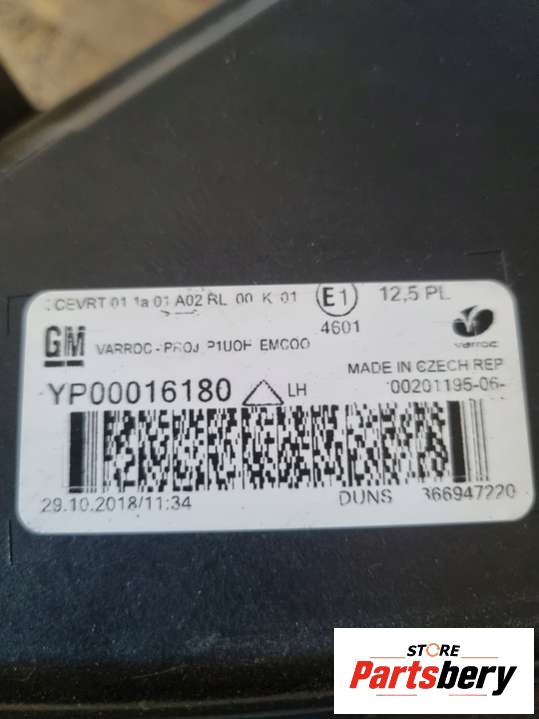 CEVRT 01 1a 01 A02 RL 00 K 01 E1 12,5 PL
4601
GM VARROC - PROJ P1UOH EMCOO varroc
MADE IN CZECH REP
YP00016180 LH 00201195-06-
29.10.2018/11:34 DUNS 366947220
STORE
Partsbery